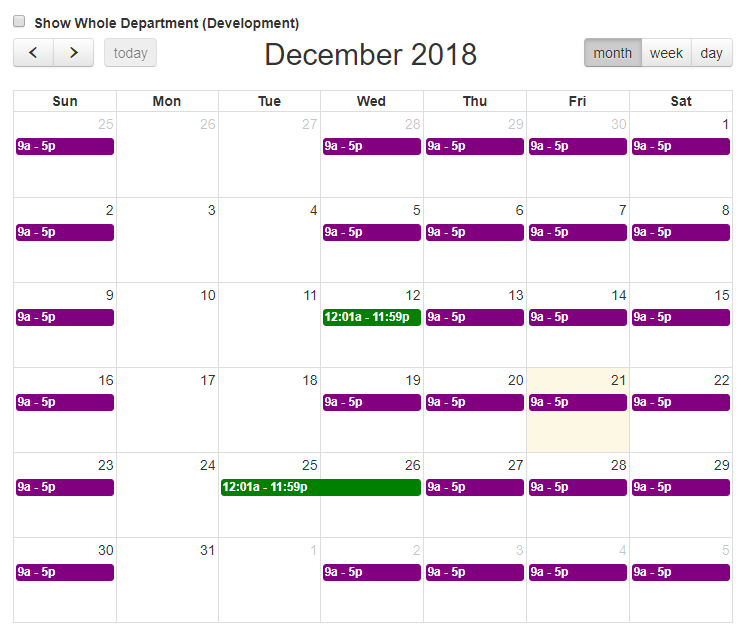 Show Whole Department (Development)
< > today December 2018 month week day
Sun Mon Tue Wed Thu Fri Sat
25 26 27 28 29 30 1
9a - 5p 9a - 5p 9a - 5p 9a - 5p 9a - 5p
2 3 4 5 6 7 8
9a - 5p 9a - 5p 9a - 5p 9a - 5p 9a - 5p
9 10 11 12 13 14 15
9a - 5p 12:01a - 11:59p 9a - 5p 9a - 5p 9a - 5p
16 17 18 19 20 21 22
9a - 5p 9a - 5p 9a - 5p 9a - 5p 9a - 5p
23 24 25 26 27 28 29
9a - 5p 12:01a - 11:59p 9a - 5p 9a - 5p 9a - 5p
30 31 1 2 3 4 5
9a - 5p 9a - 5p 9a - 5p 9a - 5p 9a - 5p